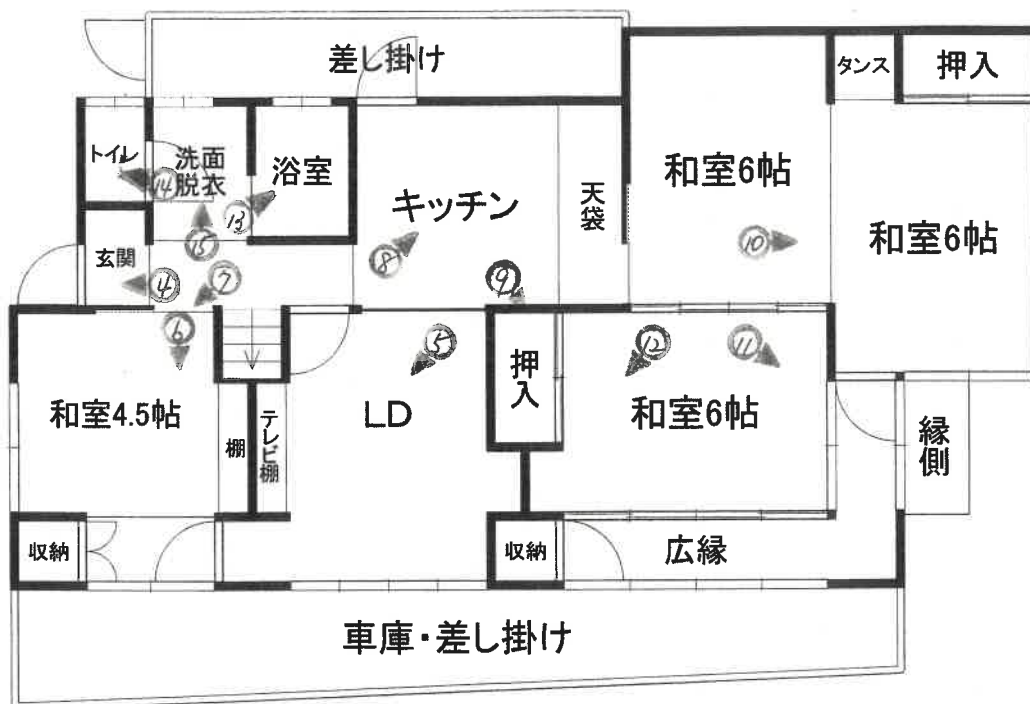 差し掛け
タンス
押入
トイレ
洗面
脱衣
浴室
キッチン
天袋
和室6帖
和室6帖
⑭
⑬
⑮
玄関
④
⑦
⑧
⑨
⑩
⑥
⑤
⑫
⑪
押入
和室4.5帖
棚
テレビ棚
LD
和室6帖
縁側
収納
収納
広縁
車庫・差し掛け